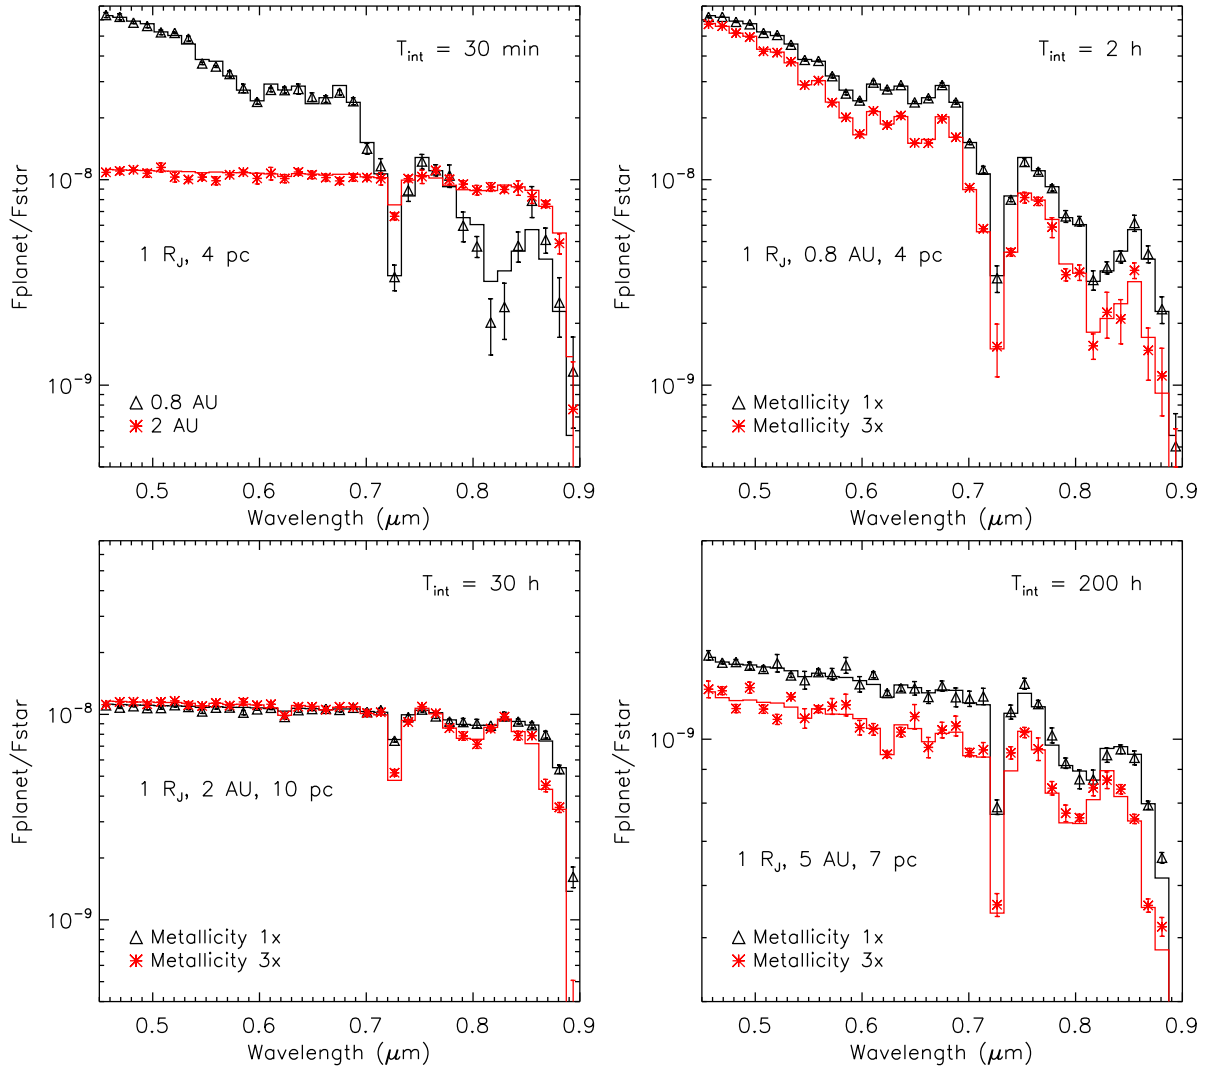 T_int = 30 min
Fplanet/Fstar
10^-8
10^-9
1 R_J, 4 pc
0.8 AU
2 AU
0.5 0.6 0.7 0.8 0.9
Wavelength (μm)
T_int = 2 h
Fplanet/Fstar
10^-8
10^-9
1 R_J, 0.8 AU, 4 pc
Metallicity 1x
Metallicity 3x
0.5 0.6 0.7 0.8 0.9
Wavelength (μm)
T_int = 30 h
Fplanet/Fstar
10^-8
10^-9
1 R_J, 2 AU, 10 pc
Metallicity 1x
Metallicity 3x
0.5 0.6 0.7 0.8 0.9
Wavelength (μm)
T_int = 200 h
Fplanet/Fstar
10^-9
1 R_J, 5 AU, 7 pc
Metallicity 1x
Metallicity 3x
0.5 0.6 0.7 0.8 0.9
Wavelength (μm)